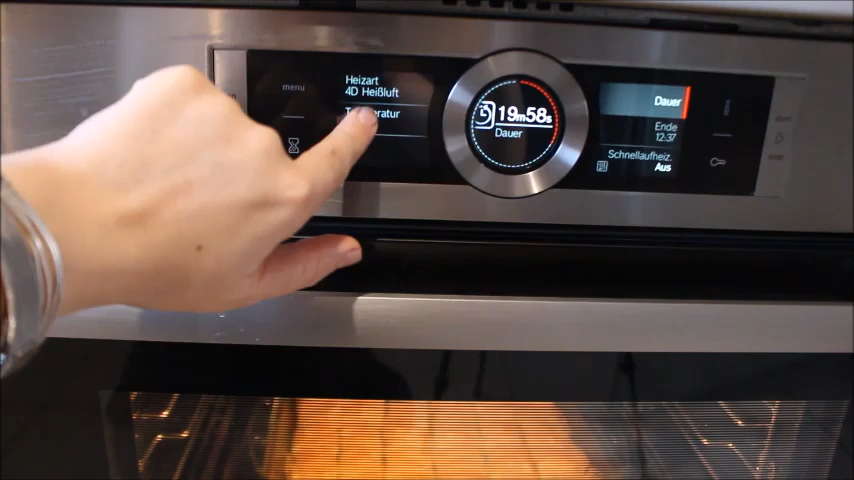 menu
Heizart
4D Heißluft
19m58s
Dauer
Dauer
Ende
12:37
Schnellaufheiz.
Aus